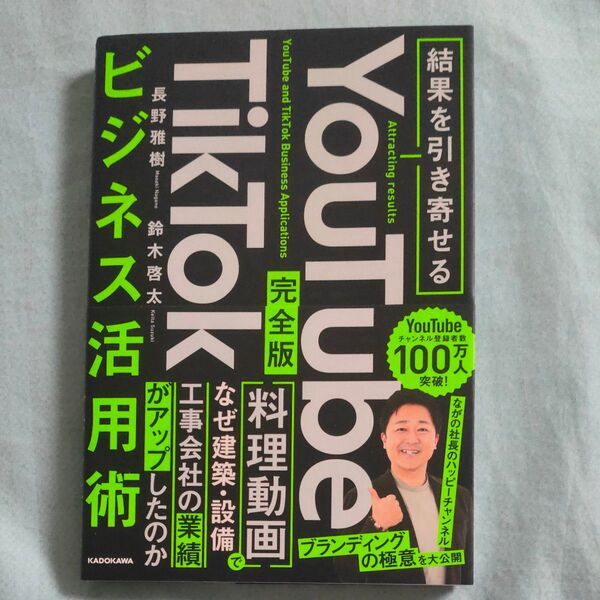 結果を引き寄せる
Attracting results
YouTube
YouTube and TikTok Business Applications
TikTok
完全版
長野雅樹
Masaki Nagano
鈴木啓太
Keita Suzuki
ビジネス活用術
YouTube
チャンネル登録者数
100万人
突破!
[料理動画]で
なぜ建築・設備
工事会社の業績
がアップしたのか
ながの社長のハッピーチャンネル
ブランディング
の極意を大公開
KADOKAWA